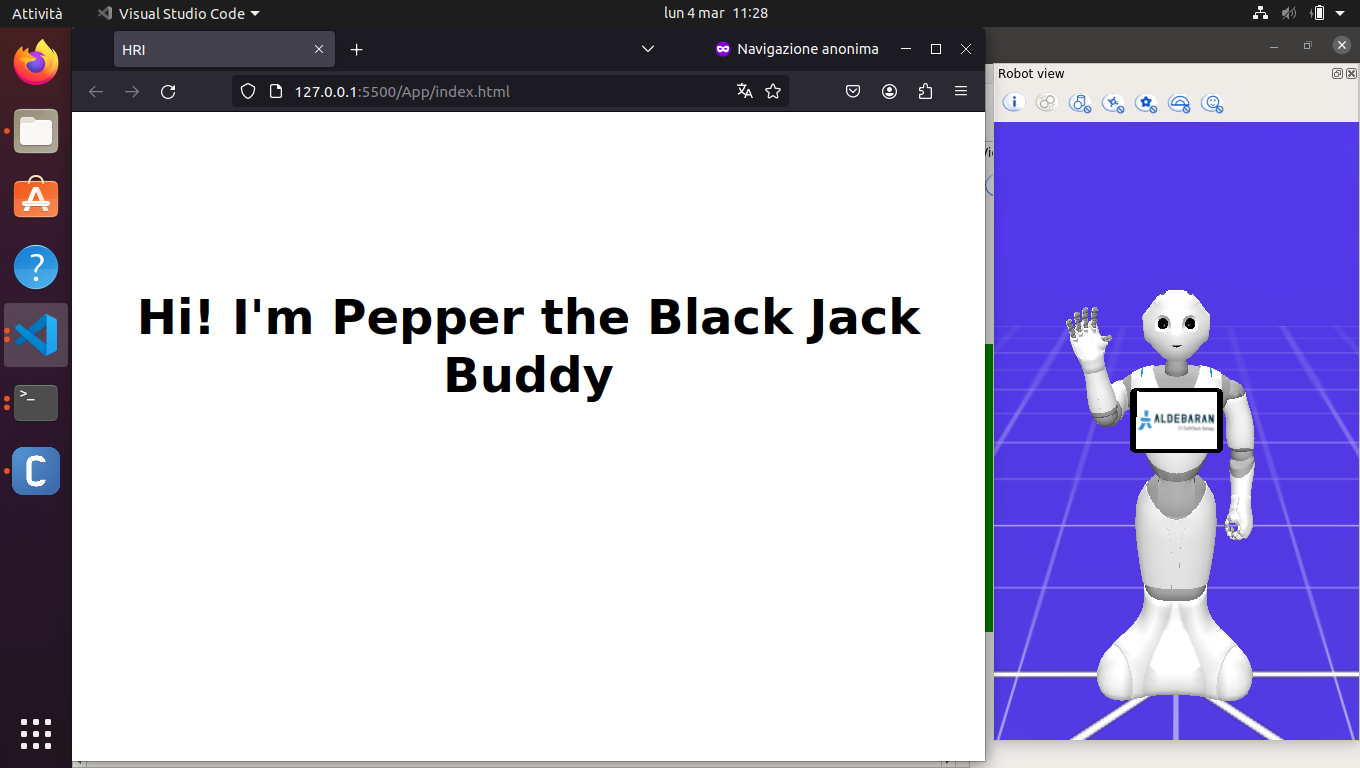 Attività
Visual Studio Code
lun 4 mar 11:28
HRI
Navigazione anonima
127.0.0.1:5500/App/index.html
Hi! I'm Pepper the Black Jack
Buddy
Robot view
ALDEBARAN